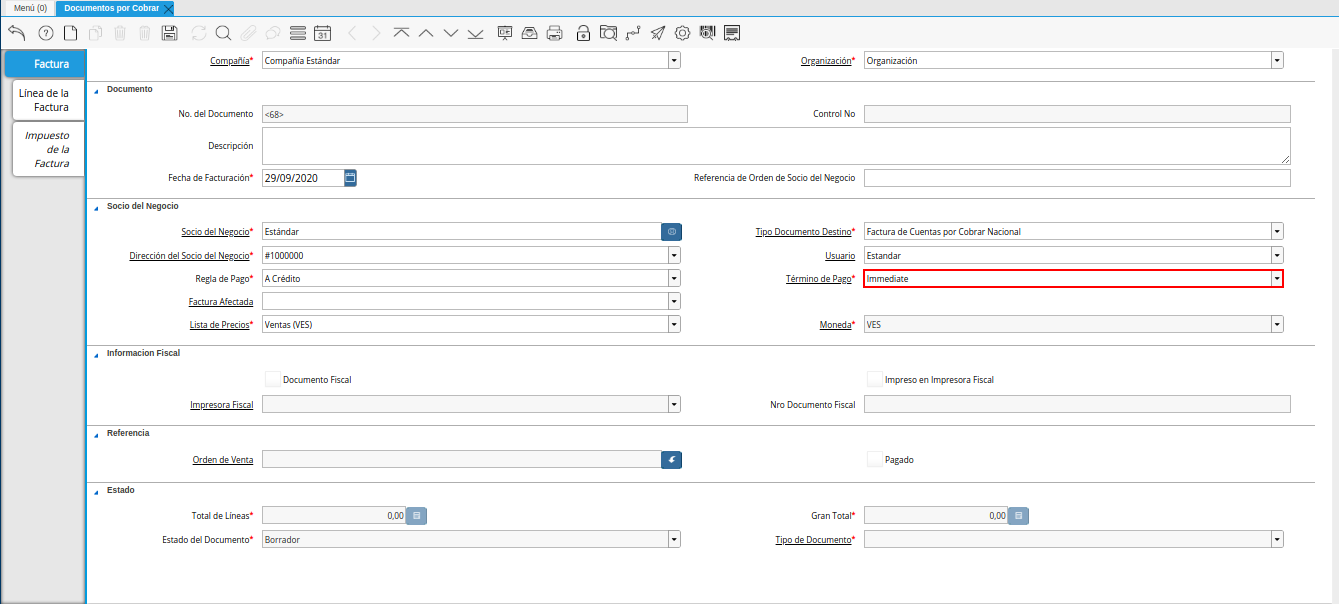 Menú (0) Documentos por Cobrar
31
Factura
Línea de la
Factura
Impuesto
de la
Factura
Compañía* Compañía Estándar Organización* Organización
Documento
No. del Documento <68> Control No
Descripción
Fecha de Facturación* 29/09/2020 Referencia de Orden de Socio del Negocio
Socio del Negocio
Socio del Negocio* Estándar Tipo Documento Destino* Factura de Cuentas por Cobrar Nacional
Dirección del Socio del Negocio* #1000000 Usuario Estandar
Regla de Pago* A Crédito Término de Pago* Immediate
Factura Afectada
Lista de Precios* Ventas (VES) Moneda* VES
Informacion Fiscal
Documento Fiscal Impreso en Impresora Fiscal
Impresora Fiscal Nro Documento Fiscal
Referencia
Orden de Venta Pagado
Estado
Total de Líneas* 0,00 Gran Total* 0,00
Estado del Documento* Borrador Tipo de Documento*